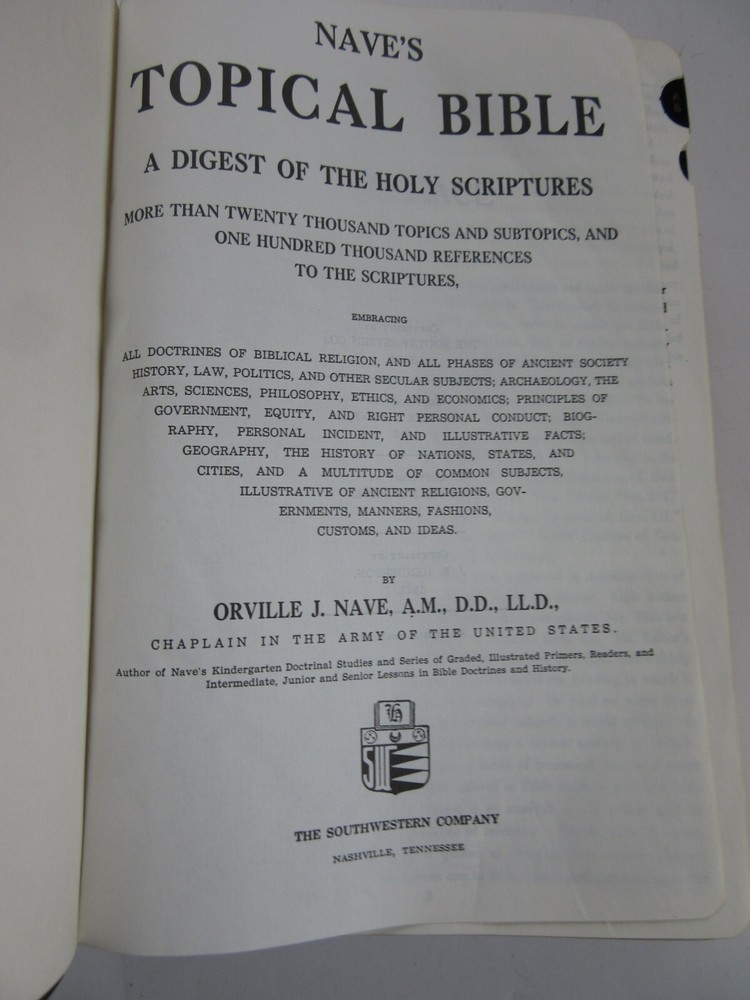 NAVE'S
TOPICAL BIBLE
A DIGEST OF THE HOLY SCRIPTURES
MORE THAN TWENTY THOUSAND TOPICS AND SUBTOPICS, AND
ONE HUNDRED THOUSAND REFERENCES
TO THE SCRIPTURES,
EMBRACING
ALL DOCTRINES OF BIBLICAL RELIGION, AND ALL PHASES OF ANCIENT SOCIETY
HISTORY, LAW, POLITICS, AND OTHER SECULAR SUBJECTS; ARCHAEOLOGY, THE
ARTS, SCIENCES, PHILOSOPHY, ETHICS, AND ECONOMICS; PRINCIPLES OF
GOVERNMENT, EQUITY, AND RIGHT PERSONAL CONDUCT; BIOG-
RAPHY, PERSONAL INCIDENT, AND ILLUSTRATIVE FACTS;
GEOGRAPHY, THE HISTORY OF NATIONS, STATES, AND
CITIES, AND A MULTITUDE OF COMMON SUBJECTS,
ILLUSTRATIVE OF ANCIENT RELIGIONS, GOV-
ERNMENTS, MANNERS, FASHIONS,
CUSTOMS, AND IDEAS.
BY
ORVILLE J. NAVE, A.M., D.D., LL.D.,
CHAPLAIN IN THE ARMY OF THE UNITED STATES.
Author of Nave's Kindergarten Doctrinal Studies and Series of Graded, Illustrated Primers, Readers, and
Intermediate, Junior and Senior Lessons in Bible Doctrines and History.
SW
THE SOUTHWESTERN COMPANY
NASHVILLE, TENNESSEE